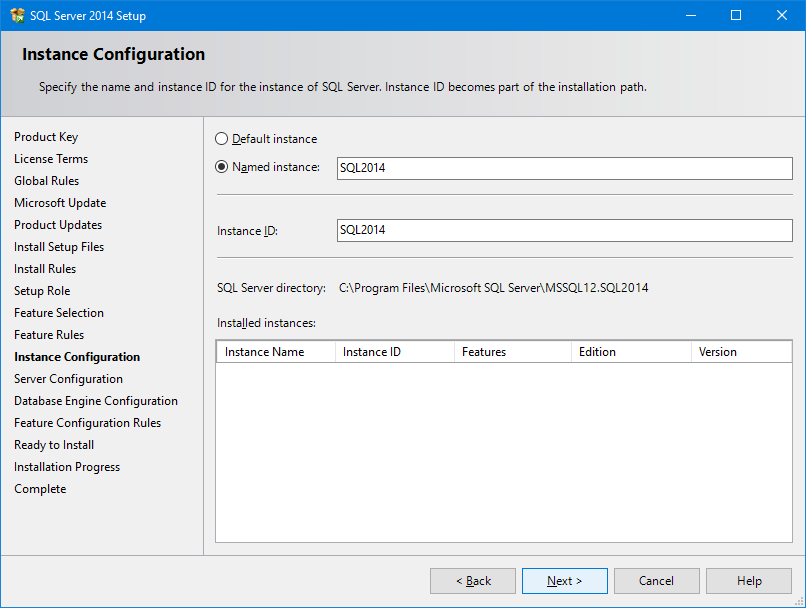 SQL Server 2014 Setup
Instance Configuration
Specify the name and instance ID for the instance of SQL Server. Instance ID becomes part of the installation path.
Product Key
License Terms
Global Rules
Microsoft Update
Product Updates
Install Setup Files
Install Rules
Setup Role
Feature Selection
Feature Rules
Instance Configuration
Server Configuration
Database Engine Configuration
Feature Configuration Rules
Ready to Install
Installation Progress
Complete
Default instance
Named instance: SQL2014
Instance ID: SQL2014
SQL Server directory: C:\Program Files\Microsoft SQL Server\MSSQL12.SQL2014
Installed instances:
Instance Name Instance ID Features Edition Version
< Back Next > Cancel Help